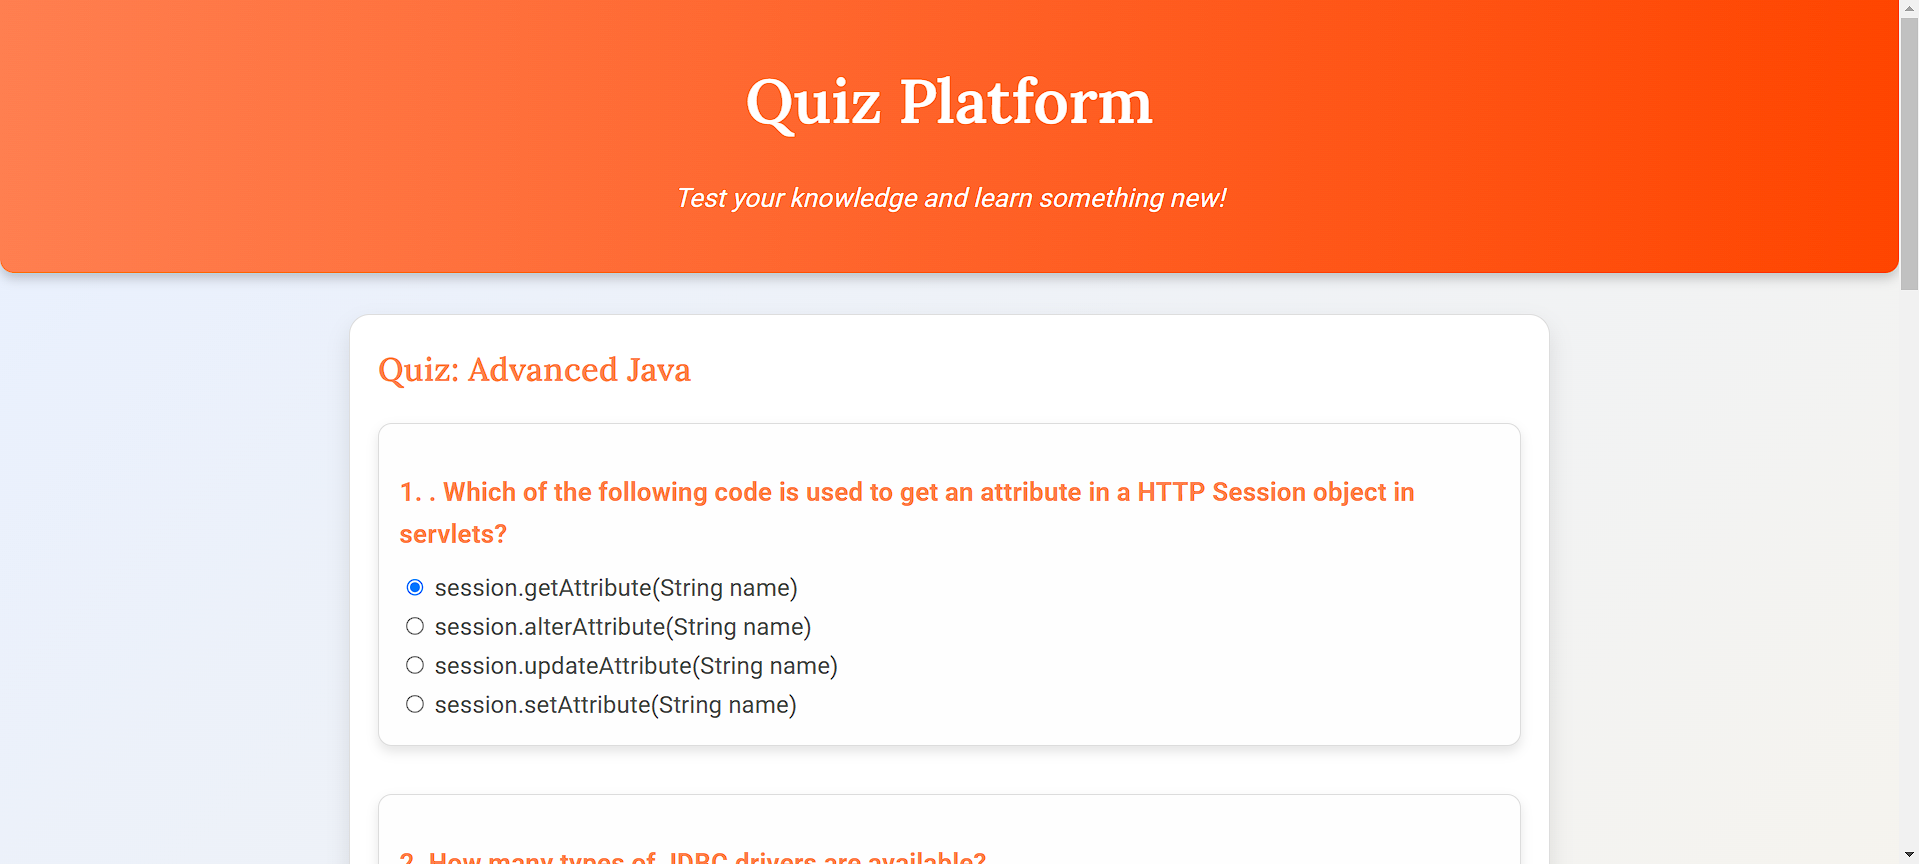 Quiz Platform
Test your knowledge and learn something new!
Quiz: Advanced Java
1. . Which of the following code is used to get an attribute in a HTTP Session object in
servlets?
session.getAttribute(String name)
session.alterAttribute(String name)
session.updateAttribute(String name)
session.setAttribute(String name)
2. How many types of JDBC drivers are available?